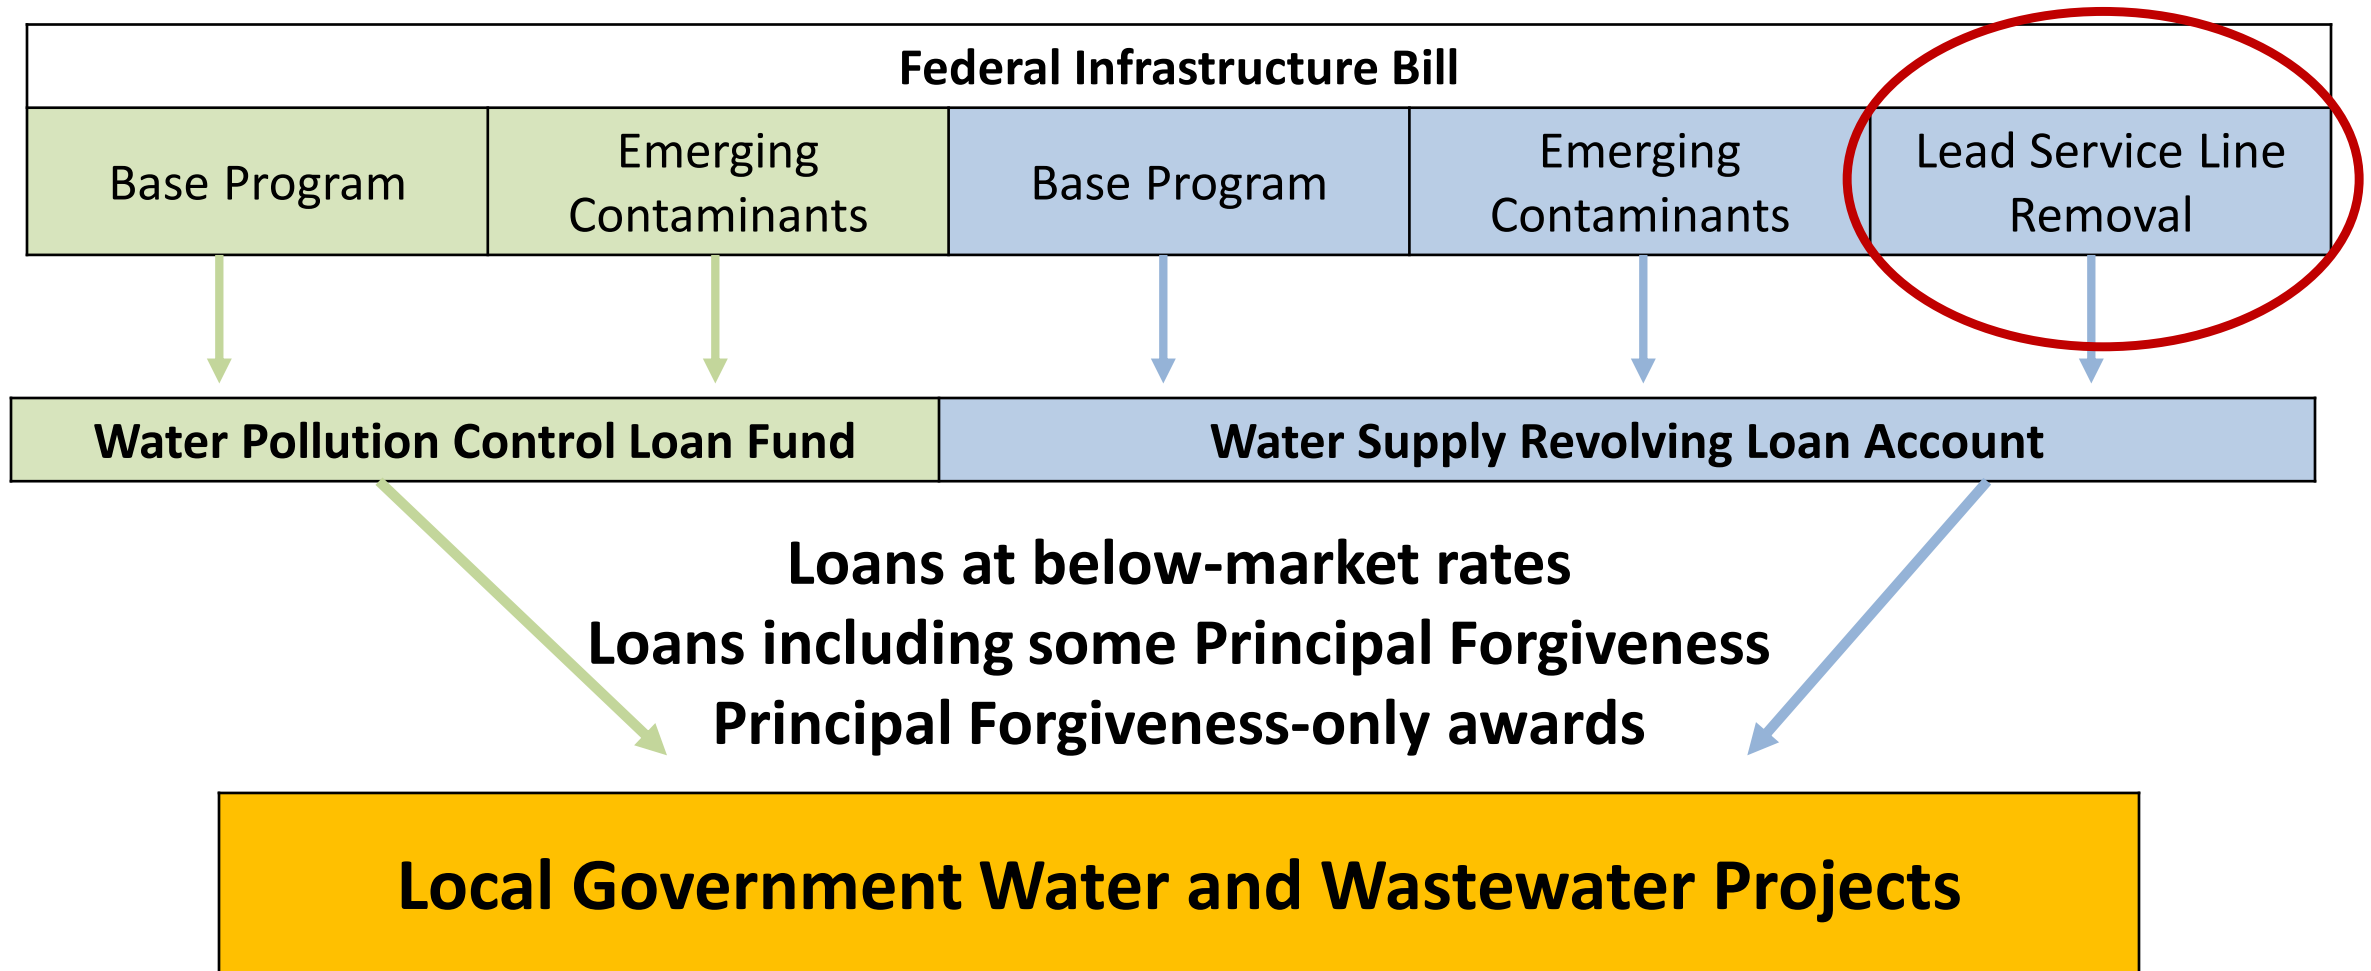 Federal Infrastructure Bill
Base Program
Emerging
Contaminants
Base Program
Emerging
Contaminants
Lead Service Line
Removal
Water Pollution Control Loan Fund
Water Supply Revolving Loan Account
Loans at below-market rates
Loans including some Principal Forgiveness
Principal Forgiveness-only awards
Local Government Water and Wastewater Projects